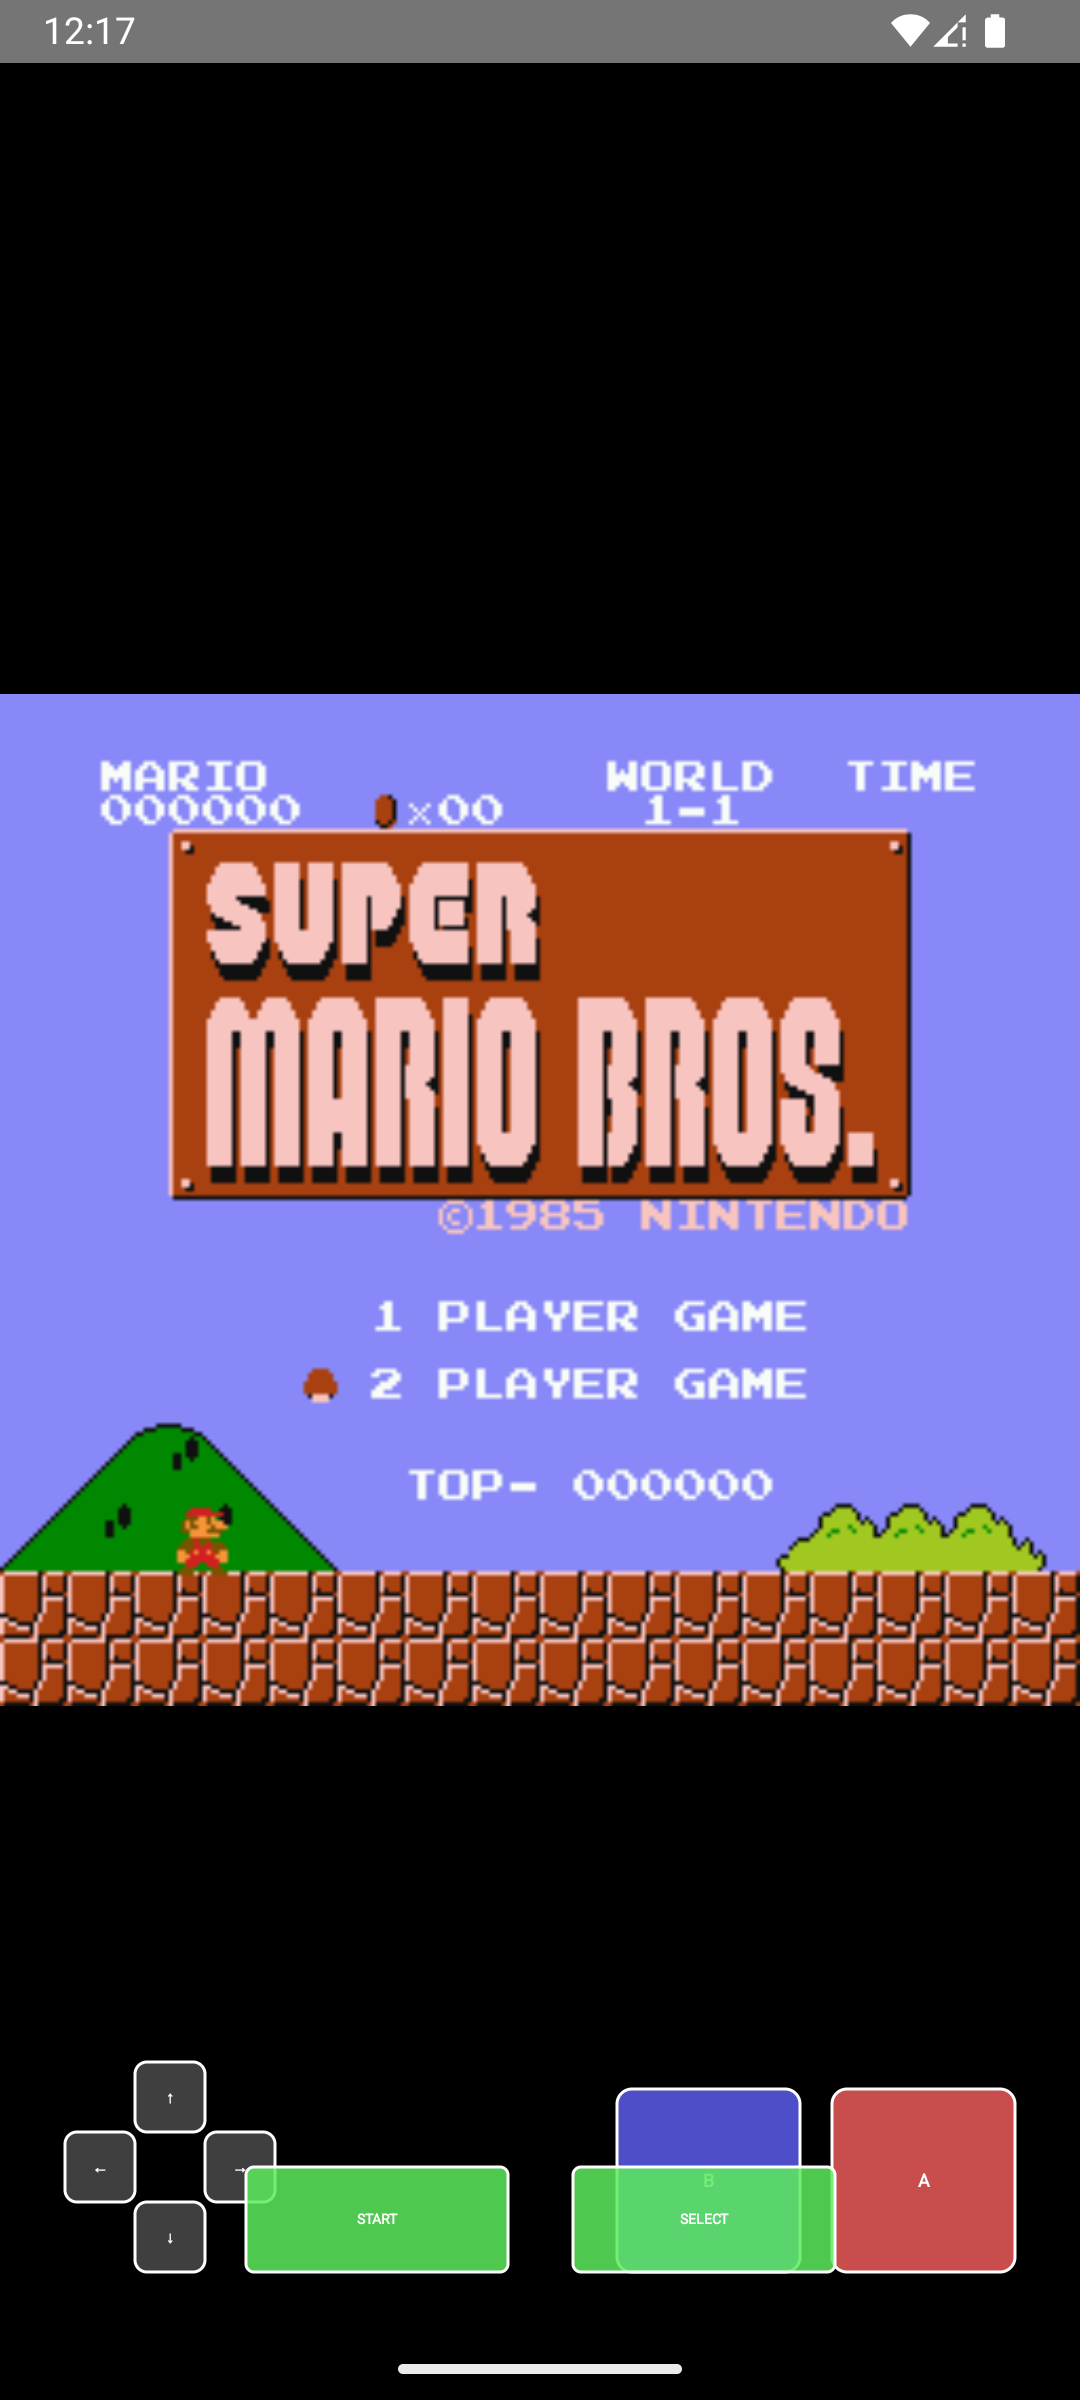 12:17
MARIO WORLD TIME
000000 ×00 1-1
SUPER
MARIO BROS.
©1985 NINTENDO
1 PLAYER GAME
2 PLAYER GAME
TOP- 000000
↑
← →
↓
START
B
SELECT
A